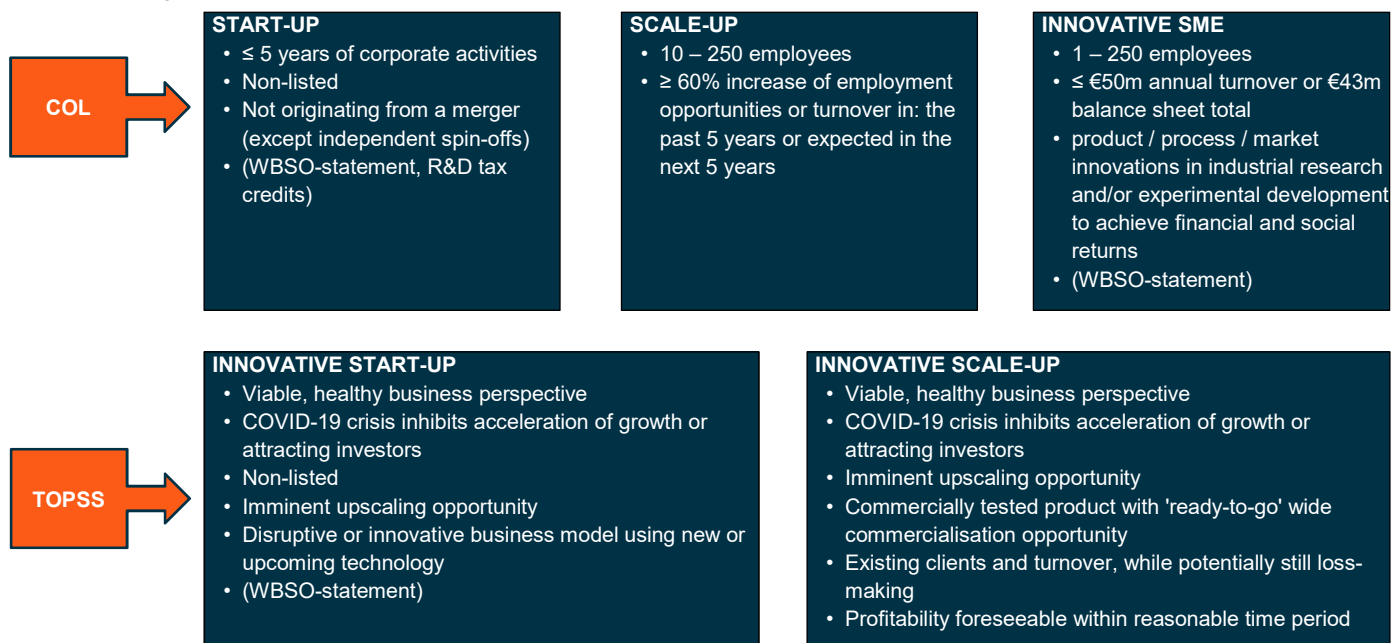 COL
START-UP
• ≤ 5 years of corporate activities
• Non-listed
• Not originating from a merger
(except independent spin-offs)
• (WBSO-statement, R&D tax
credits)
SCALE-UP
• 10 – 250 employees
• ≥ 60% increase of employment
opportunities or turnover in: the
past 5 years or expected in the
next 5 years
INNOVATIVE SME
• 1 – 250 employees
• ≤ €50m annual turnover or €43m
balance sheet total
• product / process / market
innovations in industrial research
and/or experimental development
to achieve financial and social
returns
• (WBSO-statement)
TOPSS
INNOVATIVE START-UP
• Viable, healthy business perspective
• COVID-19 crisis inhibits acceleration of growth or
attracting investors
• Non-listed
• Imminent upscaling opportunity
• Disruptive or innovative business model using new or
upcoming technology
• (WBSO-statement)
INNOVATIVE SCALE-UP
• Viable, healthy business perspective
• COVID-19 crisis inhibits acceleration of growth or
attracting investors
• Imminent upscaling opportunity
• Commercially tested product with 'ready-to-go' wide
commercialisation opportunity
• Existing clients and turnover, while potentially still loss-
making
• Profitability foreseeable within reasonable time period